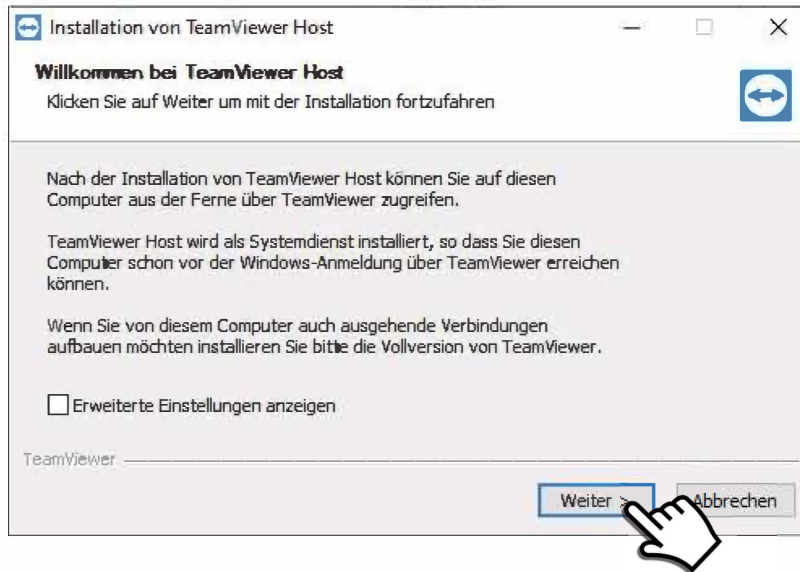 Installation von TeamViewer Host
Willkommen bei TeamViewer Host
Klicken Sie auf Weiter um mit der Installation fortzufahren
Nach der Installation von TeamViewer Host können Sie auf diesen
Computer aus der Ferne über TeamViewer zugreifen.
TeamViewer Host wird als Systemdienst installiert, so dass Sie diesen
Computer schon vor der Windows-Anmeldung über TeamViewer erreichen
können.
Wenn Sie von diesem Computer auch ausgehende Verbindungen
aufbauen möchten installieren Sie bitte die Vollversion von TeamViewer.
Erweiterte Einstellungen anzeigen
TeamViewer
Weiter > Abbrechen